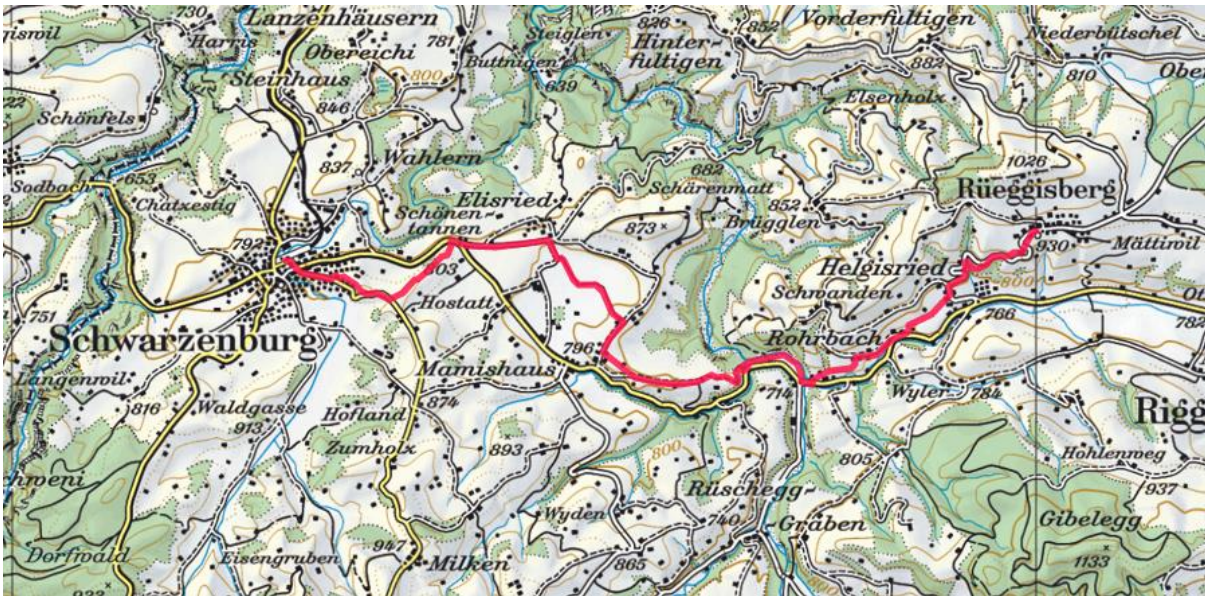 730
Lanzenhäusern
Vorderfultigen
giswil
Harris
Obereichi
781
Steiglen
826
Hinter-
fultigen
852
Niederbütschel
Steinhaus
800
Buttnigen
882
810
Ober
22
846
639
Elsenholz
Schönfels
837
Wahlern
682
1026
Sodbach
653
Schärenmatt
Rüeggisberg
Chatzestig
Elisried
852
Schönen-
tannen
873
Brügglen
792
930
Mättiwil
803
Helgisried
800
751
Hostatt
Schwanden
Schwarzenburg
Rohrbach
766
782
796
Langenwil
Mamishaus
816
Waldgasse
714
Wyler
784
Rigg
913
Hofland
874
Zumholz
893
800
805
Hohlenweg
Rüschegg
937
Wyden
740
Gräben
Gibelegg
Dorfwald
947
Milken
865
1133
Eisengruben